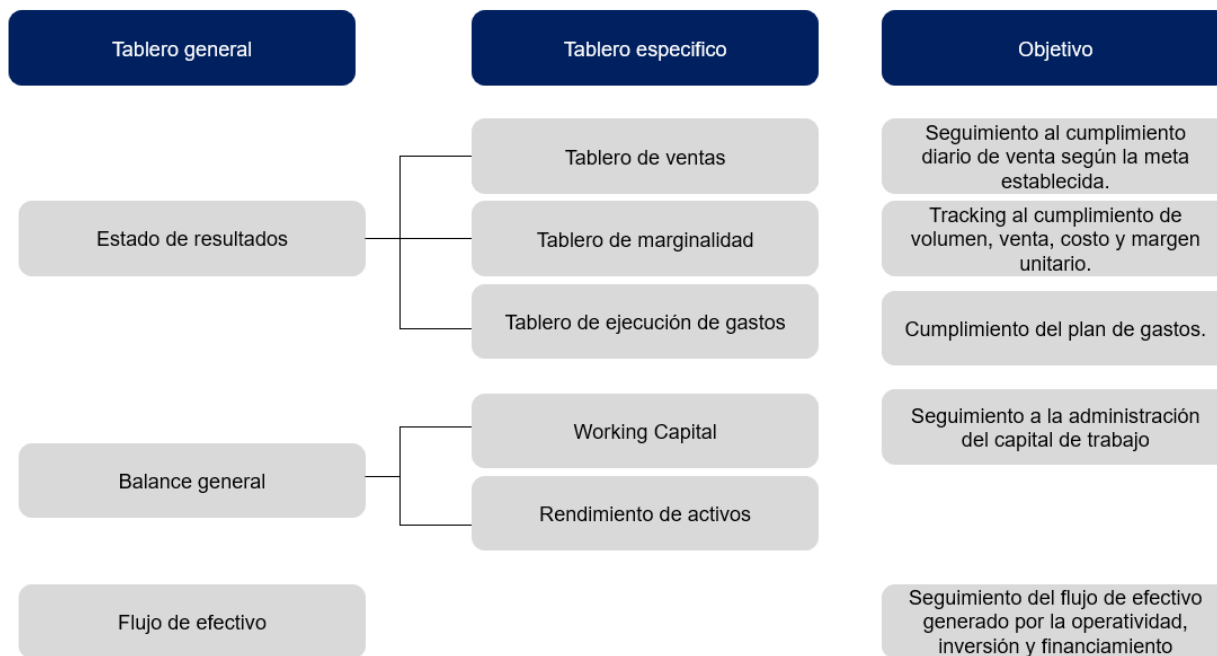 Tablero general
Tablero especifico
Objetivo
Tablero de ventas
Seguimiento al cumplimiento
diario de venta según la meta
establecida.
Estado de resultados
Tablero de marginalidad
Tracking al cumplimiento de
volumen, venta, costo y margen
unitario.
Tablero de ejecución de gastos
Cumplimiento del plan de gastos.
Balance general
Working Capital
Seguimiento a la administración
del capital de trabajo
Rendimiento de activos
Flujo de efectivo
Seguimiento del flujo de efectivo
generado por la operatividad,
inversión y financiamiento